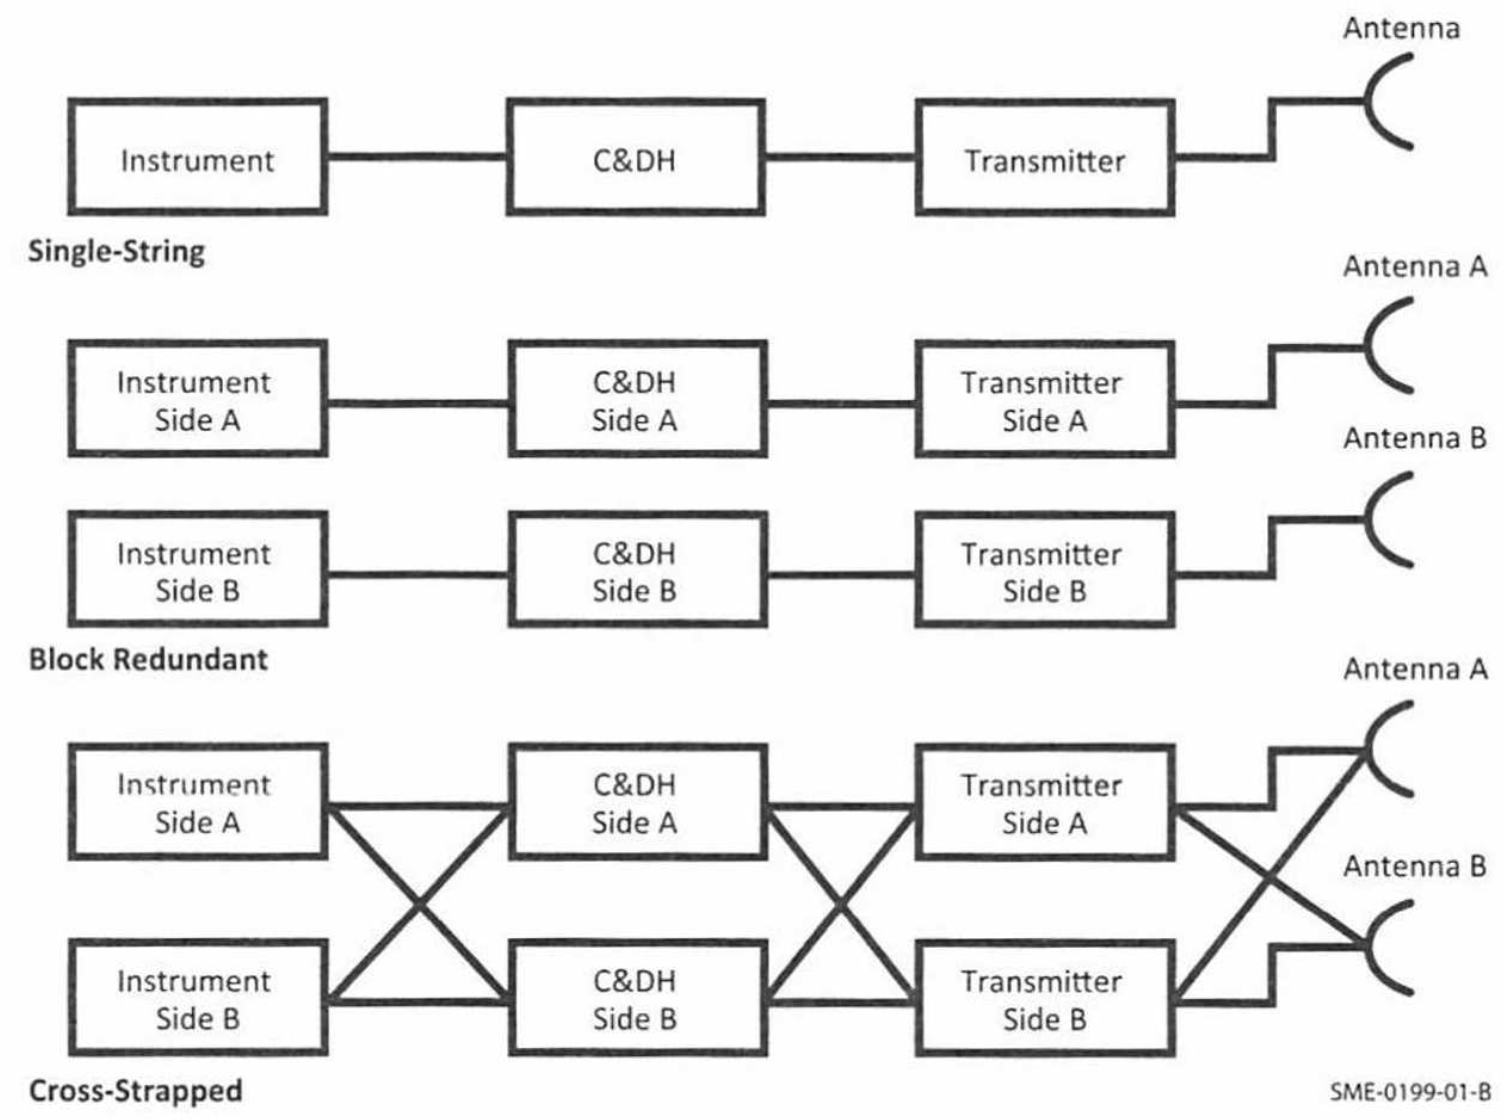 Antenna
Instrument
C&DH
Transmitter
Single-String
Antenna A
Instrument
Side A
C&DH
Side A
Transmitter
Side A
Antenna B
Instrument
Side B
C&DH
Side B
Transmitter
Side B
Block Redundant
Antenna A
Instrument
Side A
C&DH
Side A
Transmitter
Side A
Antenna B
Instrument
Side B
C&DH
Side B
Transmitter
Side B
Cross-Strapped
SME-0199-01-B